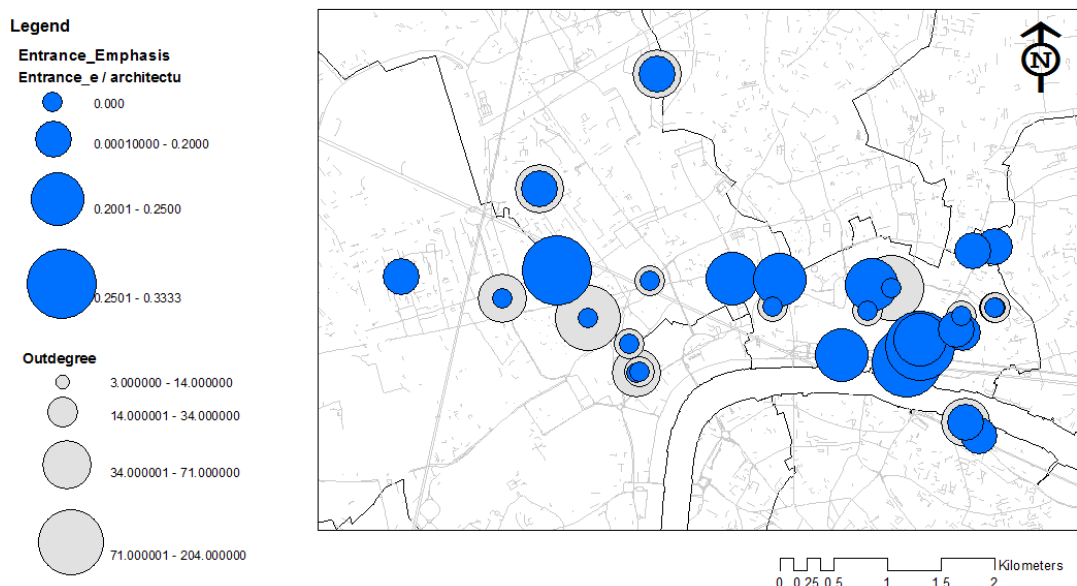 Legend
Entrance_Emphasis
Entrance_e / architectu
0.000
0.00010000 - 0.2000
0.2001 - 0.2500
0.2501 - 0.3333
Outdegree
3.000000 - 14.000000
14.000001 - 34.000000
34.000001 - 71.000000
71.000001 - 204.000000
N
Kilometers
0 0.25 0.5 1 1.5 2